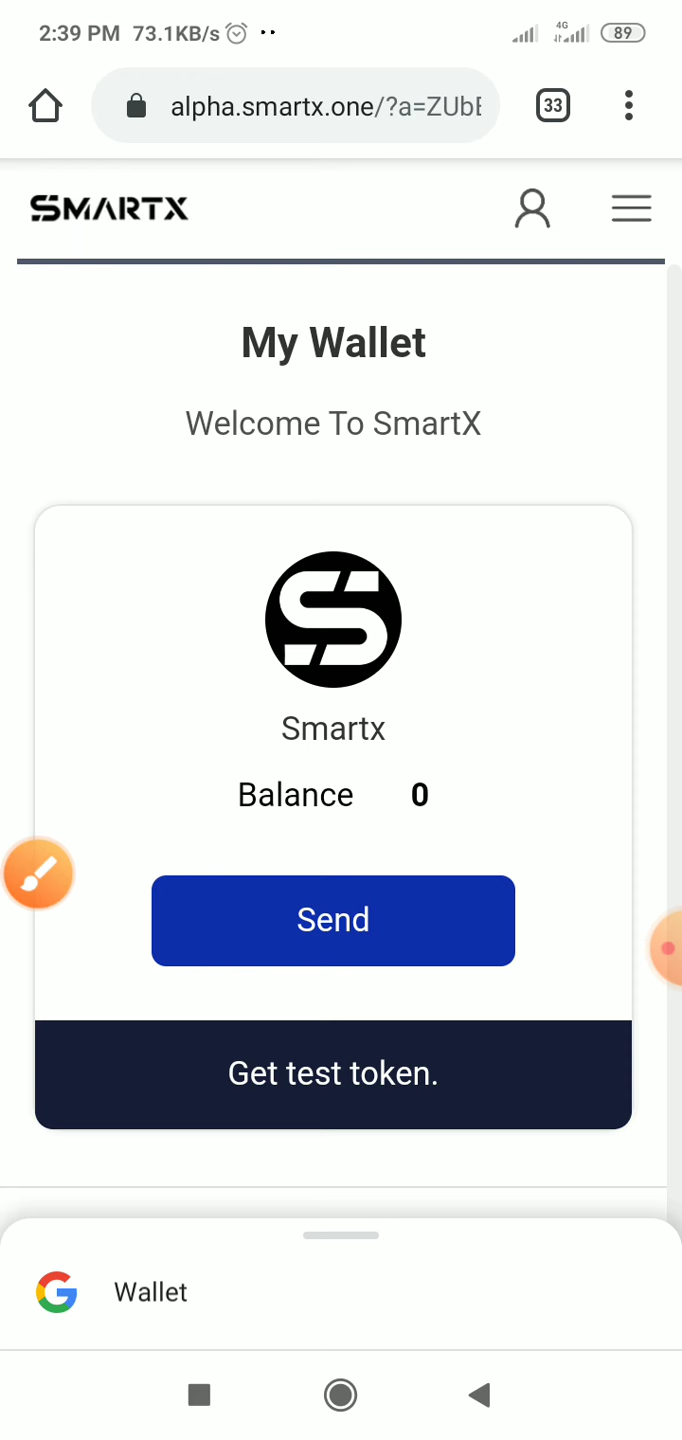 2:39 PM 73.1KB/s 4G 89
alpha.smartx.one/?a=ZUbE 33
SMARTX
My Wallet
Welcome To SmartX
Smartx
Balance 0
Send
Get test token.
Wallet